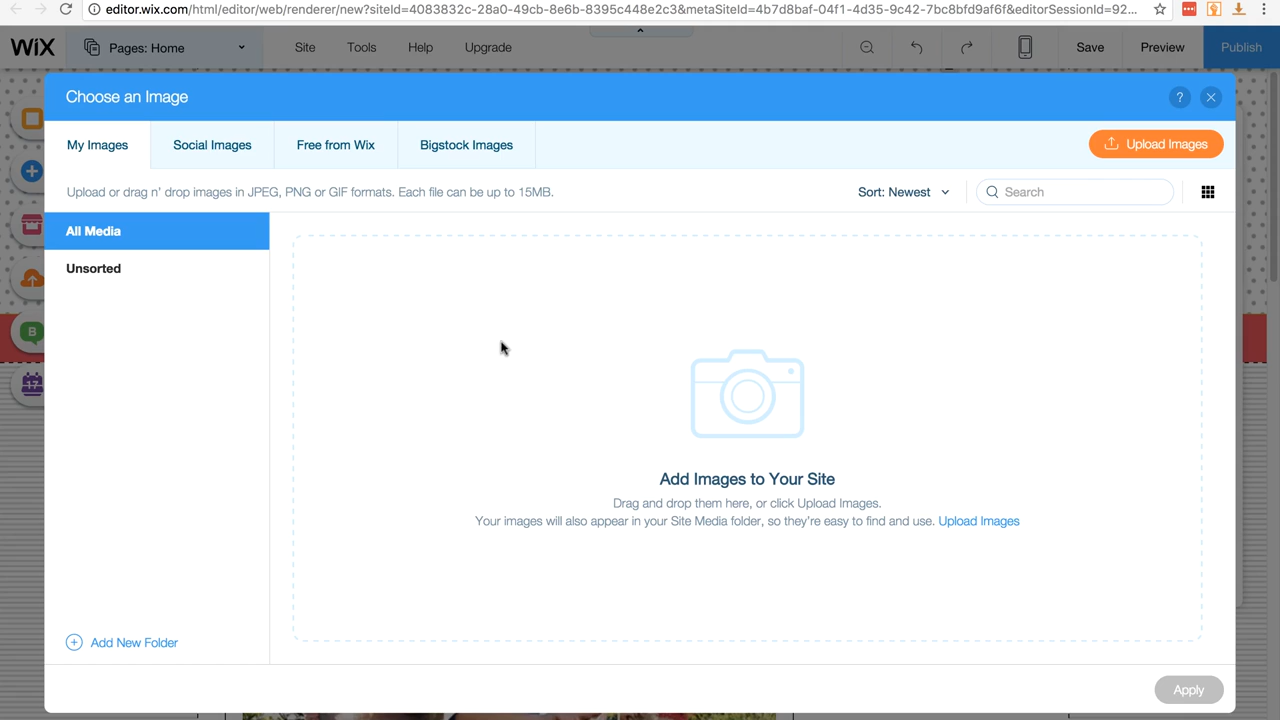 editor.wix.com/html/editor/web/renderer/new?siteId=4083832c-28a0-49cb-8e6b-8395c448e2c3&metaSiteId=4b7d8baf-04f1-4d35-9c42-7bc8bfd9af6f&editorSessionId=92...
WiX Pages: Home Site Tools Help Upgrade Save Preview Publish
Choose an Image ?
My Images Social Images Free from Wix Bigstock Images Upload Images
Upload or drag n' drop images in JPEG, PNG or GIF formats. Each file can be up to 15MB. Sort: Newest Search
All Media
Unsorted
B
17
Add Images to Your Site
Drag and drop them here, or click Upload Images.
Your images will also appear in your Site Media folder, so they're easy to find and use. Upload Images
Add New Folder
Apply